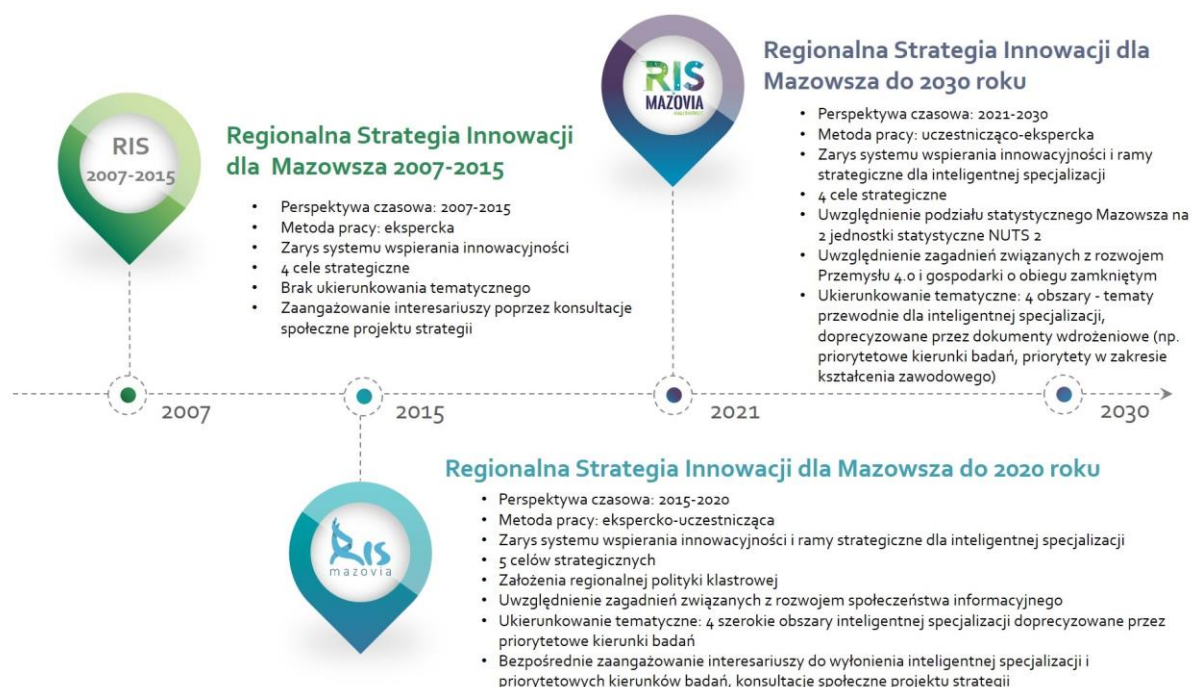 RIS
2007-2015
Regionalna Strategia Innowacji
dla Mazowsza 2007-2015
• Perspektywa czasowa: 2007-2015
• Metoda pracy: ekspercka
• Zarys systemu wspierania innowacyjności
• 4 cele strategiczne
• Brak ukierunkowania tematycznego
• Zaangażowanie interesariuszy poprzez konsultacje
społeczne projektu strategii
RIS
MAZOVIA
Regionalna Strategia Innowacji dla
Mazowsza do 2030 roku
• Perspektywa czasowa: 2021-2030
• Metoda pracy: uczestnicząco-ekspercka
• Zarys systemu wspierania innowacyjności i ramy
strategiczne dla inteligentnej specjalizacji
• 4 cele strategiczne
• Uwzględnienie podziału statystycznego Mazowsza na
2 jednostki statystyczne NUTS 2
• Uwzględnienie zagadnień związanych z rozwojem
Przemysłu 4.0 i gospodarki o obiegu zamkniętym
• Ukierunkowanie tematyczne: 4 obszary - tematy
przewodnie dla inteligentnej specjalizacji,
doprecyzowane przez dokumenty wdrożeniowe (np.
priorytetowe kierunki badań, priorytety w zakresie
kształcenia zawodowego)
2007
2015
2021
2030
Ris
mazovia
Regionalna Strategia Innowacji dla Mazowsza do 2020 roku
• Perspektywa czasowa: 2015-2020
• Metoda pracy: ekspercko-uczestnicząca
• Zarys systemu wspierania innowacyjności i ramy strategiczne dla inteligentnej specjalizacji
• 5 celów strategicznych
• Założenia regionalnej polityki klastrowej
• Uwzględnienie zagadnień związanych z rozwojem społeczeństwa informacyjnego
• Ukierunkowanie tematyczne: 4 szerokie obszary inteligentnej specjalizacji doprecyzowane przez
priorytetowe kierunki badań
• Bezpośrednie zaangażowanie interesariuszy do wyłonienia inteligentnej specjalizacji i
priorytetowych kierunków badań, konsultacje społeczne projektu strategii